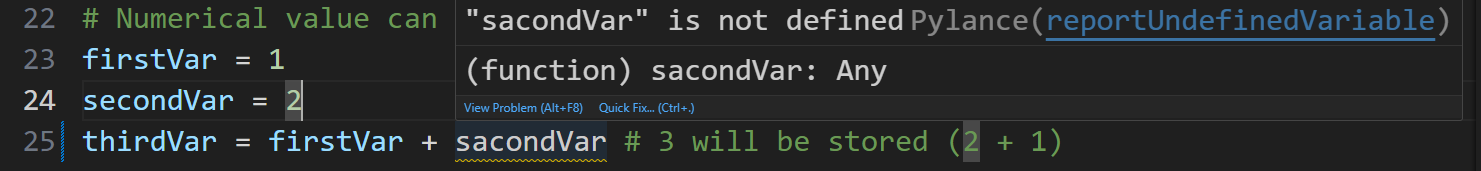 22 # Numerical value can
"sacondVar" is not defined Pylance(reportUndefinedVariable)
23 firstVar = 1
(function) sacondVar: Any
24 secondVar = 2
View Problem (Alt+F8) Quick Fix... (Ctrl+.)
25 thirdVar = firstVar + sacondVar # 3 will be stored (2 + 1)